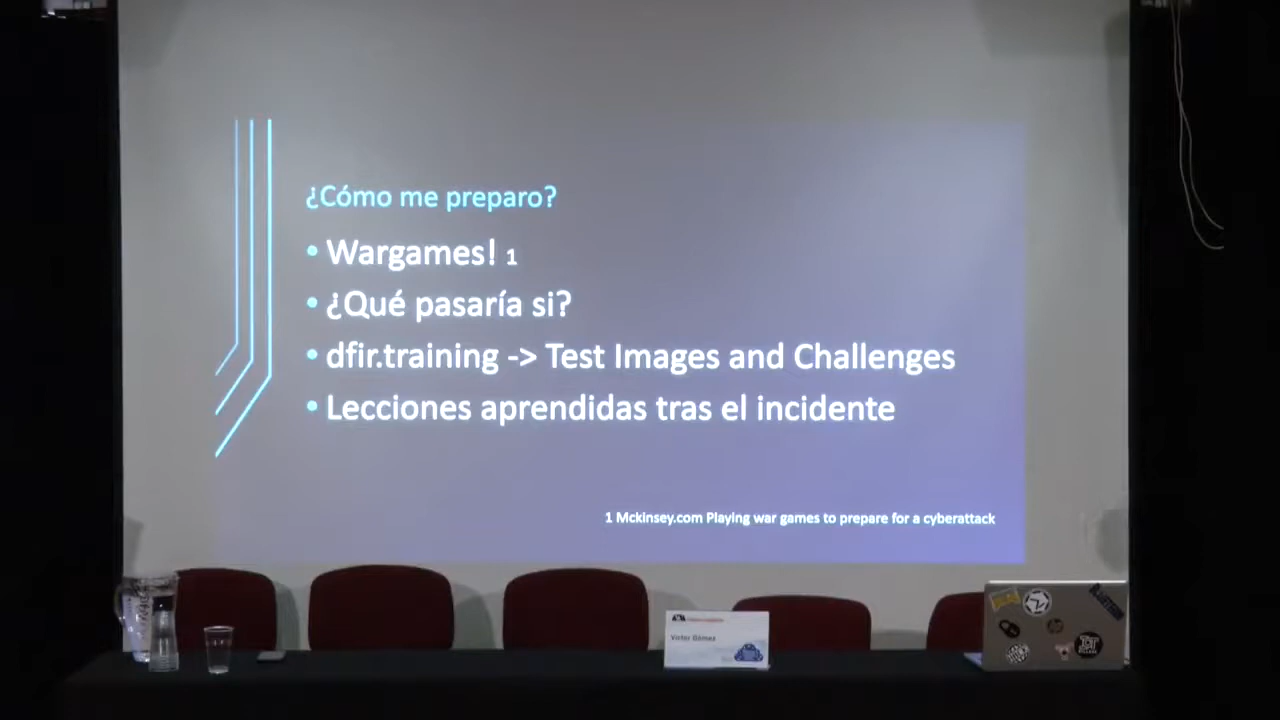 ¿Cómo me preparo?
• Wargames! 1
• ¿Qué pasaría si?
• dfir.training -> Test Images and Challenges
• Lecciones aprendidas tras el incidente
1 Mckinsey.com Playing war games to prepare for a cyberattack
Victor Gómez